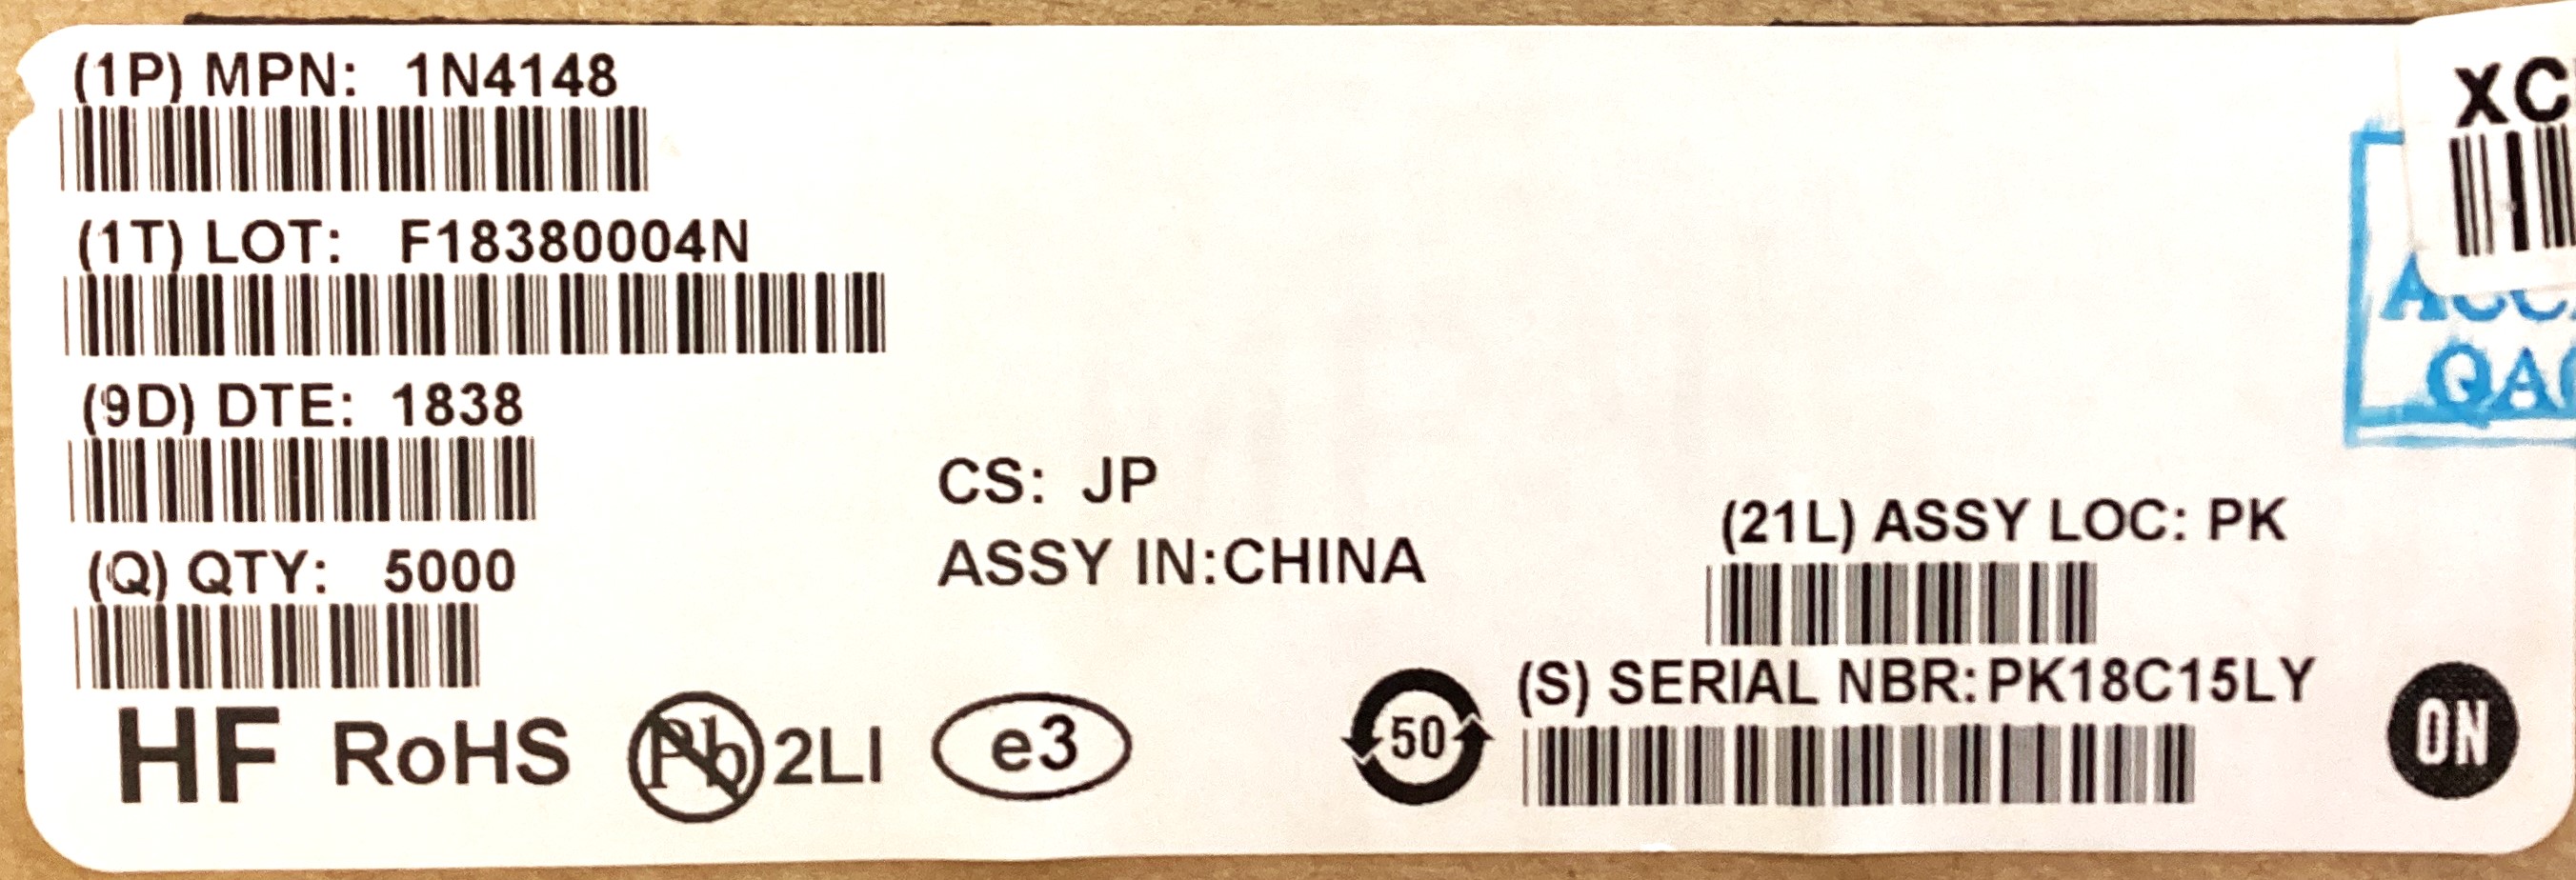 (1P) MPN: 1N4148
(1T) LOT: F18380004N
(9D) DTE: 1838
(Q) QTY: 5000
CS: JP
ASSY IN:CHINA
(21L) ASSY LOC: PK
(S) SERIAL NBR:PK18C15LY
HF RoHS Pb 2LI e3 50
ON
XC